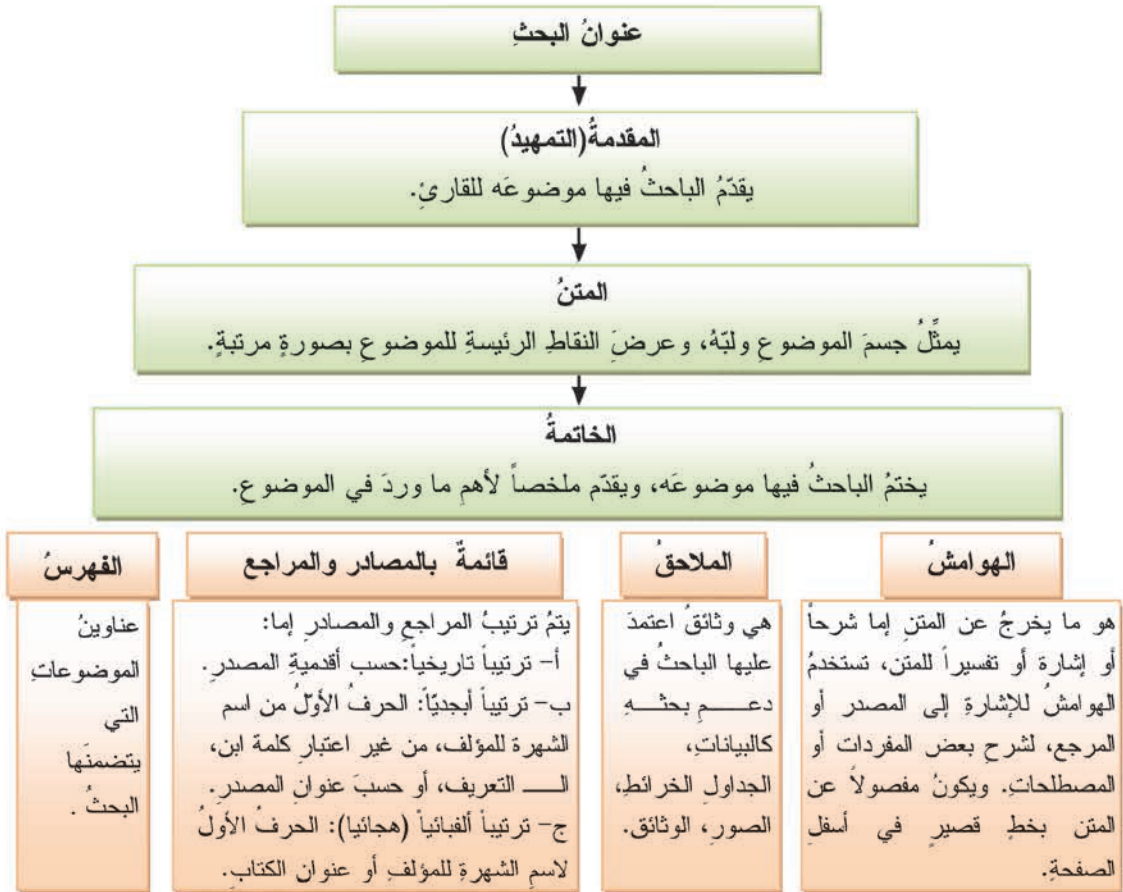 عنوانُ البحثِ
المقدمةُ(التمهيدُ)
يقدّمُ الباحثُ فيها موضوعَه للقارئِ.
المتنُ
يمثِّلُ جسمَ الموضوعِ ولبّهُ، وعرضَ النقاطِ الرئيسةِ للموضوعِ بصورةٍ مرتبةٍ.
الخاتمةُ
يختمُ الباحثُ فيها موضوعَه، ويقدّم ملخصاً لأهمِ ما وردَ في الموضوعِ.
الهوامشُ
هو ما يخرجُ عن المتنِ إما شرحاً
أو إشارة أو تفسيراً للمتن، تستخدمُ
الهوامشُ للإشارةِ إلى المصدر أو
المرجع، لشرحِ بعض المفردات أو
المصطلحاتِ. ويكونُ مفصولاً عن
المتن بخطٍ قصيرٍ في أسفلِ
الصفحةِ.
الملاحقُ
هي وثائقُ اعتمدَ
عليها الباحثُ في
دعـــــمِ بحثـــهِ
كالبياناتِ،
الجداولِ الخرائطِ،
الصور، الوثائق.
قائمةٌ بالمصادر والمراجع
يتمُ ترتيبُ المراجعِ والمصادرِ إما:
أ- ترتيباً تاريخياً:حسب أقدميةِ المصدرِ.
ب- ترتيباً أبجديّاً: الحرفُ الأوّلُ من اسم
الشهرة للمؤلف، من غير اعتبارِ كلمة ابن،
الـــــ التعريف، أو حسبَ عنوانِ المصدرِ.
ج- ترتيباً ألفبائياً (هجائيا): الحرفُ الأولُ
لاسمِ الشهرةِ للمؤلفِ أو عنوان الكتابِ.
الفهرسُ
عناوينُ
الموضوعاتِ
التي
يتضمنَها
البحثُ .